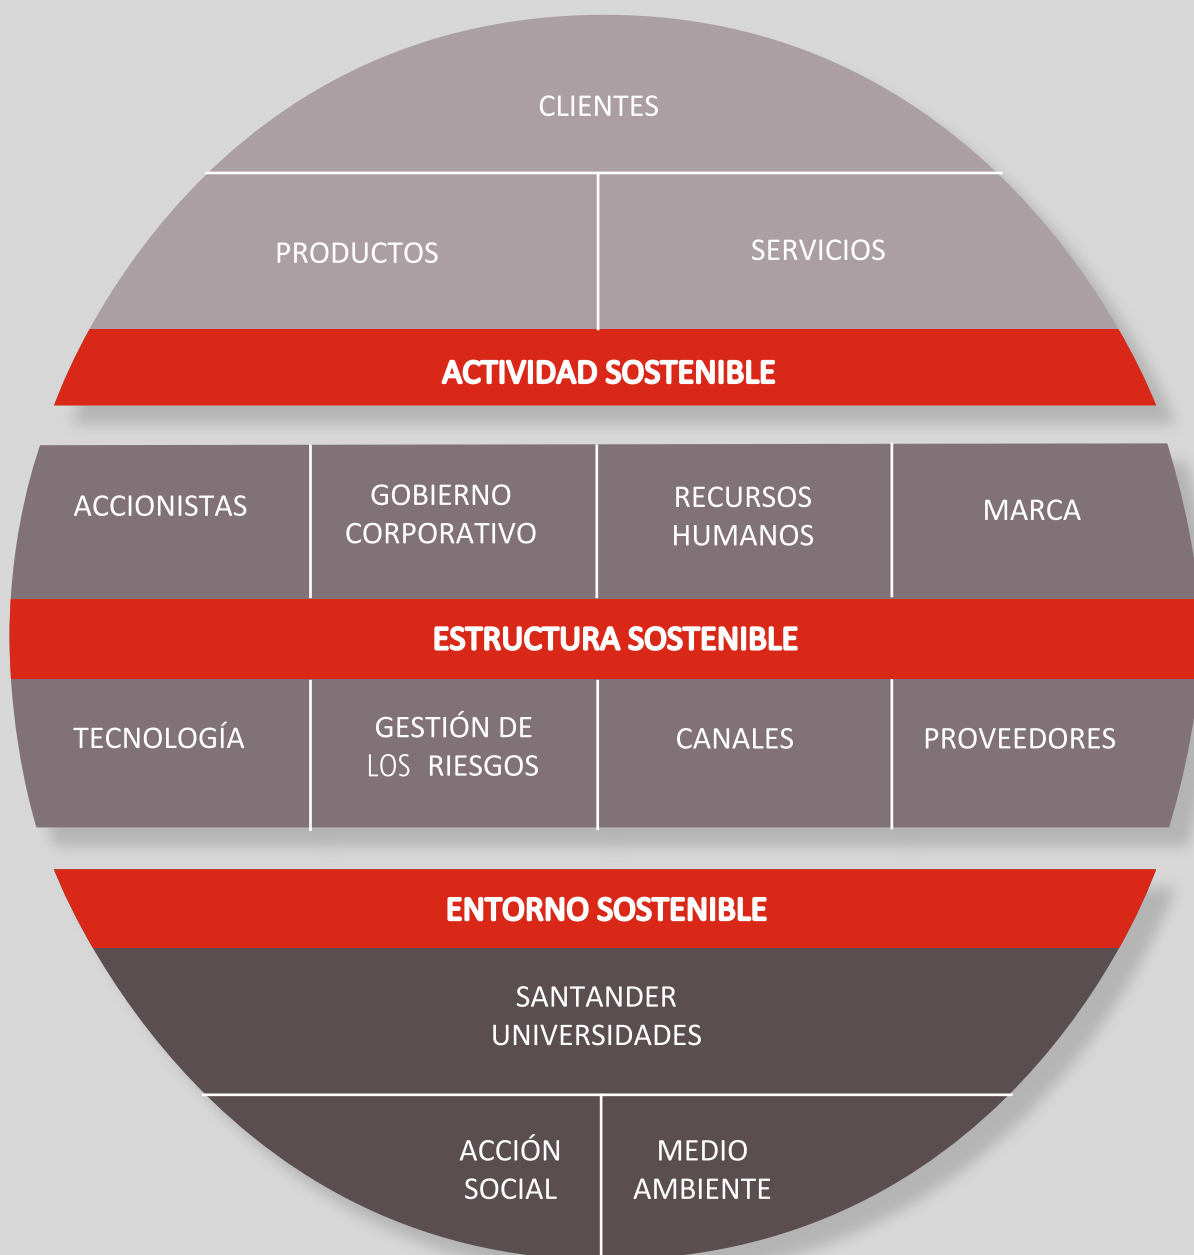 CLIENTES
PRODUCTOS
SERVICIOS
ACTIVIDAD SOSTENIBLE
ACCIONISTAS
GOBIERNO
CORPORATIVO
RECURSOS
HUMANOS
MARCA
ESTRUCTURA SOSTENIBLE
TECNOLOGÍA
GESTIÓN DE
LOS RIESGOS
CANALES
PROVEEDORES
ENTORNO SOSTENIBLE
SANTANDER
UNIVERSIDADES
ACCIÓN
SOCIAL
MEDIO
AMBIENTE